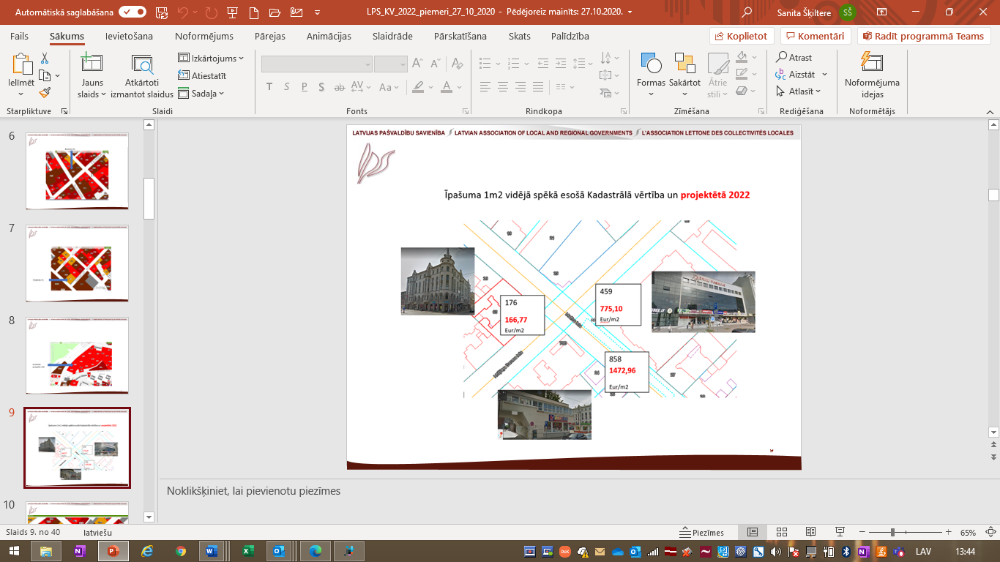 Automātiskā saglabāšana
LPS_KV_2022_piemeri_27_10_2020 - Pēdējoreiz mainīts: 27.10.2020.
Sanita Šķiltere
SŠ
Fails Sākums Ievietošana Noformējums Pārejas Animācijas Slaidrāde Pārskatīšana Skats Palīdzība
Koplietot Komentāri Radīt programmā Teams
Ielīmēt
Jauns slaids
Atkārtoti izmantot slaidus
Izkārtojums
Atiestatīt
Sadaļa
Formas
Sakārtot
Ātrie stili
Atrast
Aizstāt
Atlasīt
Noformējuma idejas
Starpliktuve Slaidi Fonts Rindkopa Zīmēšana Rediģēšana Noformētājs
6
7
8
9
10
LATVIJAS PAŠVALDĪBU SAVIENĪBA LATVIAN ASSOCIATION OF LOCAL AND REGIONAL GOVERNMENTS L'ASSOCIATION LETTONE DES COLLECTIVITÉS LOCALES
Īpašuma 1m2 vidējā spēkā esošā Kadastrālā vērtība un projektētā 2022
176
166,77
Eur/m2
459
775,10
Eur/m2
858
1472,96
Eur/m2
9
Noklikšķiniet, lai pievienotu piezīmes
Slaids 9. no 40 latviešu
Piezīmes
65%
LAV
13:44